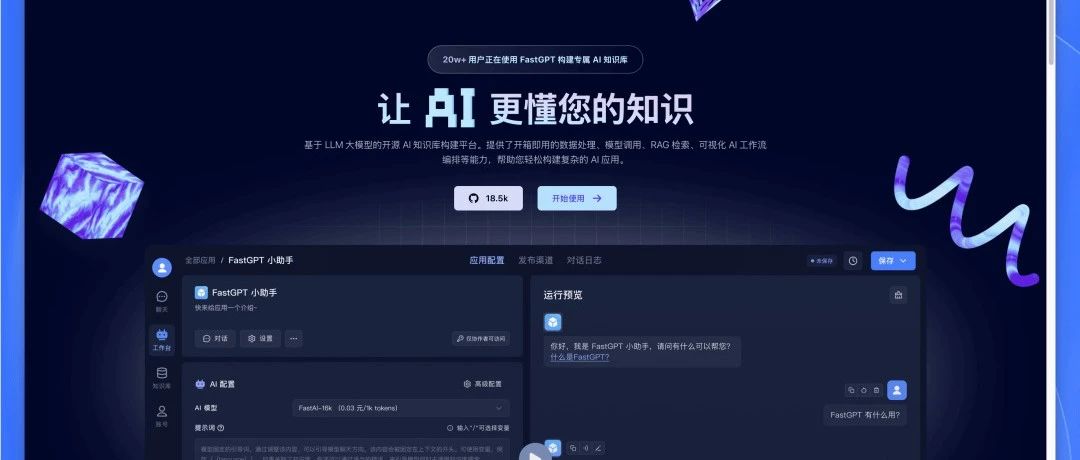 20w+ 用户正在使用 FastGPT 构建专属 AI 知识库
让 AI 更懂您的知识
基于 LLM 大模型的开源 AI 知识库构建平台。提供了开箱即用的数据处理、模型调用、RAG 检索、可视化 AI 工作流
编排等能力，帮助您轻松构建复杂的 AI 应用。
18.5k
开始使用
全部应用 / FastGPT 小助手
应用配置 发布渠道 对话日志
未保存
保存
聊天
工作台
知识库
账号
FastGPT 小助手
快来给应用一个介绍~
对话 设置 ...
仅协作者可访问
AI 配置
高级配置
AI 模型
FastAI-16k （0.03 元/1k tokens）
提示词
输入"/"可选择变量
运行预览
你好，我是 FastGPT 小助手，请问有什么可以帮您？
什么是FastGPT?
FastGPT 有什么用?